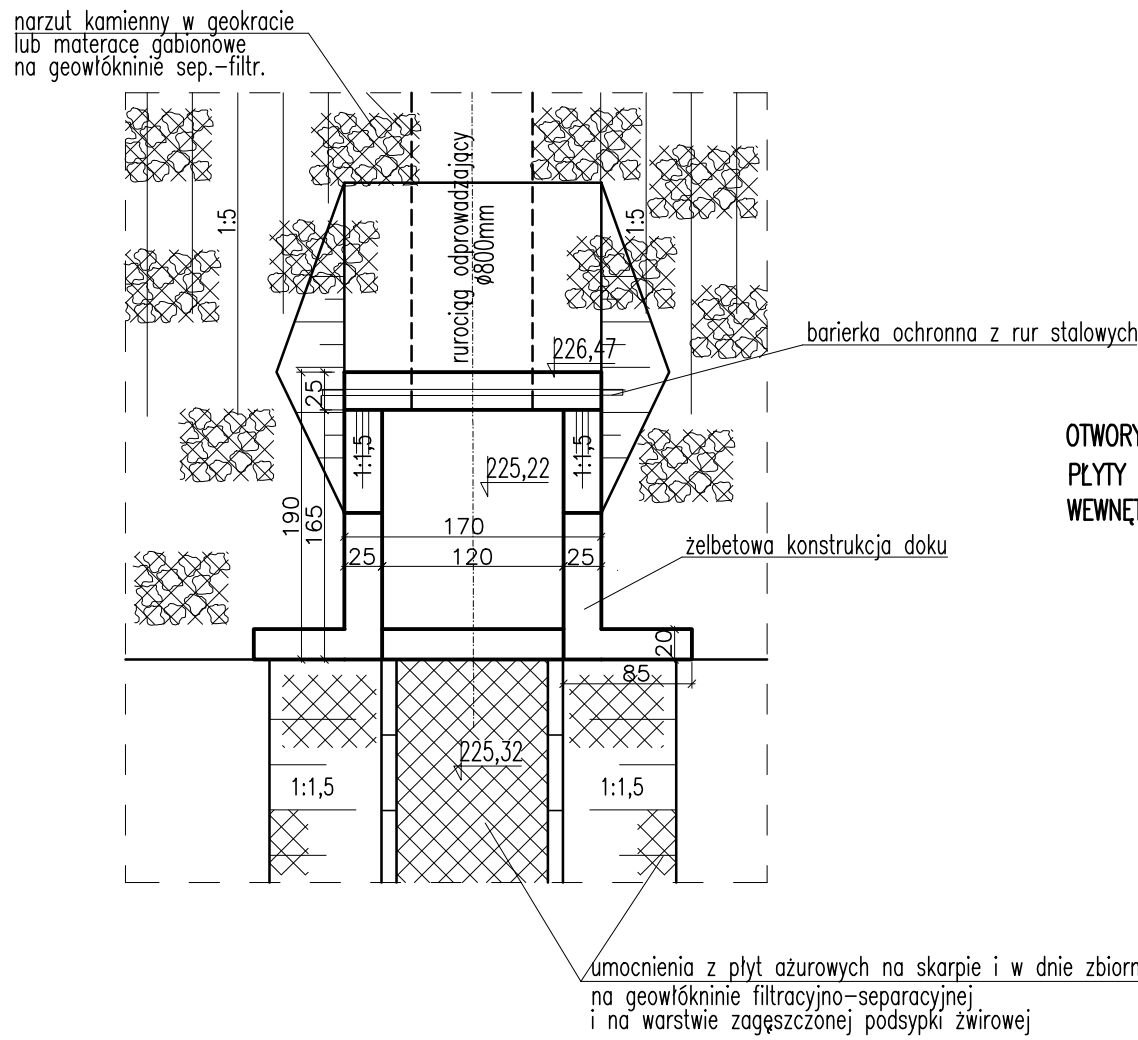 narzut kamienny w geokracie
lub materace gabionowe
na geowłókninie sep.-filtr.
1:5
rurociąg odprowadzający
ø800mm
1:5
226,47
barierka ochronna z rur stalowych
25
1:1,5
1:1,5
OTWORY
PŁYTY
WEWNĘT
225,22
190
165
170
25
120
25
żelbetowa konstrukcja doku
20
85
225,32
1:1,5
1:1,5
umocnienia z płyt ażurowych na skarpie i w dnie zbiorn
na geowłókninie filtracyjno-separacyjnej
i na warstwie zagęszczonej podsypki żwirowej